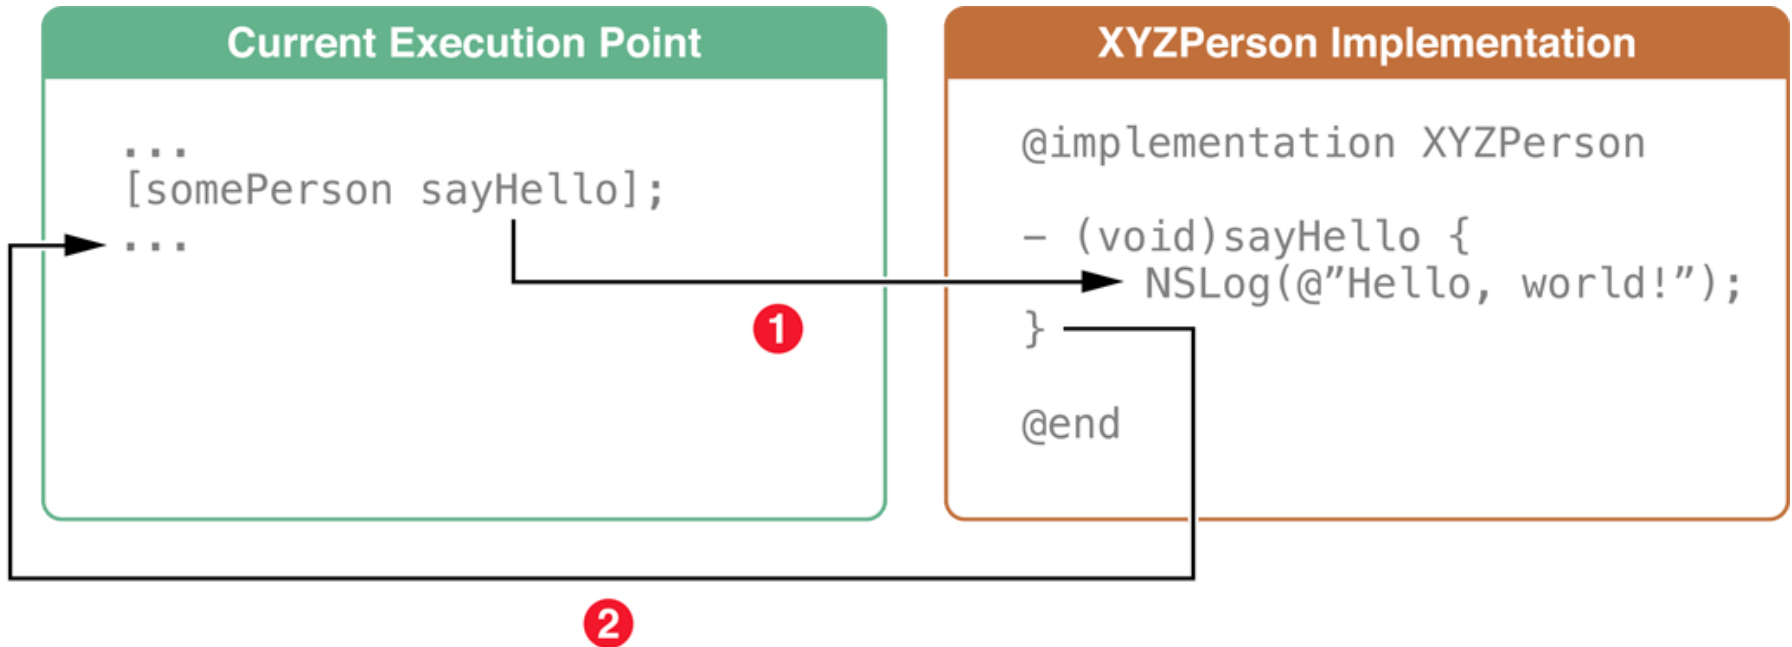 Current Execution Point
...
[somePerson sayHello];
...
XYZPerson Implementation
@implementation XYZPerson
- (void)sayHello {
NSLog(@”Hello, world!”);
}
@end
1
2